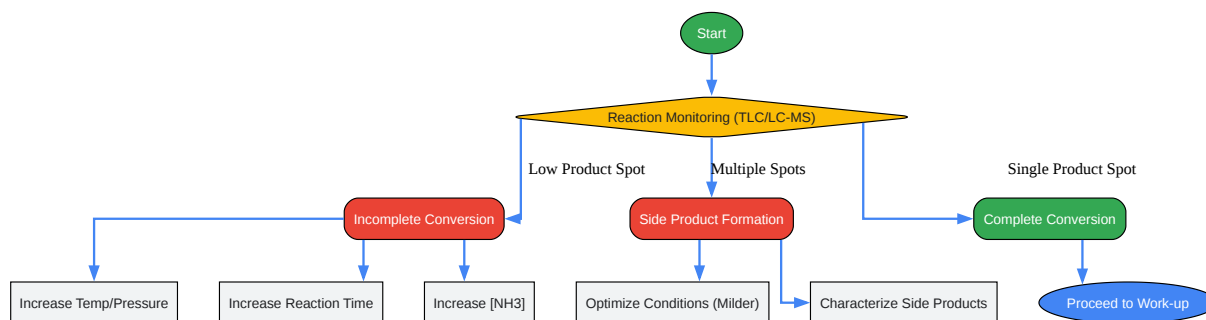 Start
Reaction Monitoring (TLC/LC-MS)
Low Product Spot
Multiple Spots
Single Product Spot
Incomplete Conversion
Side Product Formation
Complete Conversion
Increase Temp/Pressure
Increase Reaction Time
Increase [NH3]
Optimize Conditions (Milder)
Characterize Side Products
Proceed to Work-up